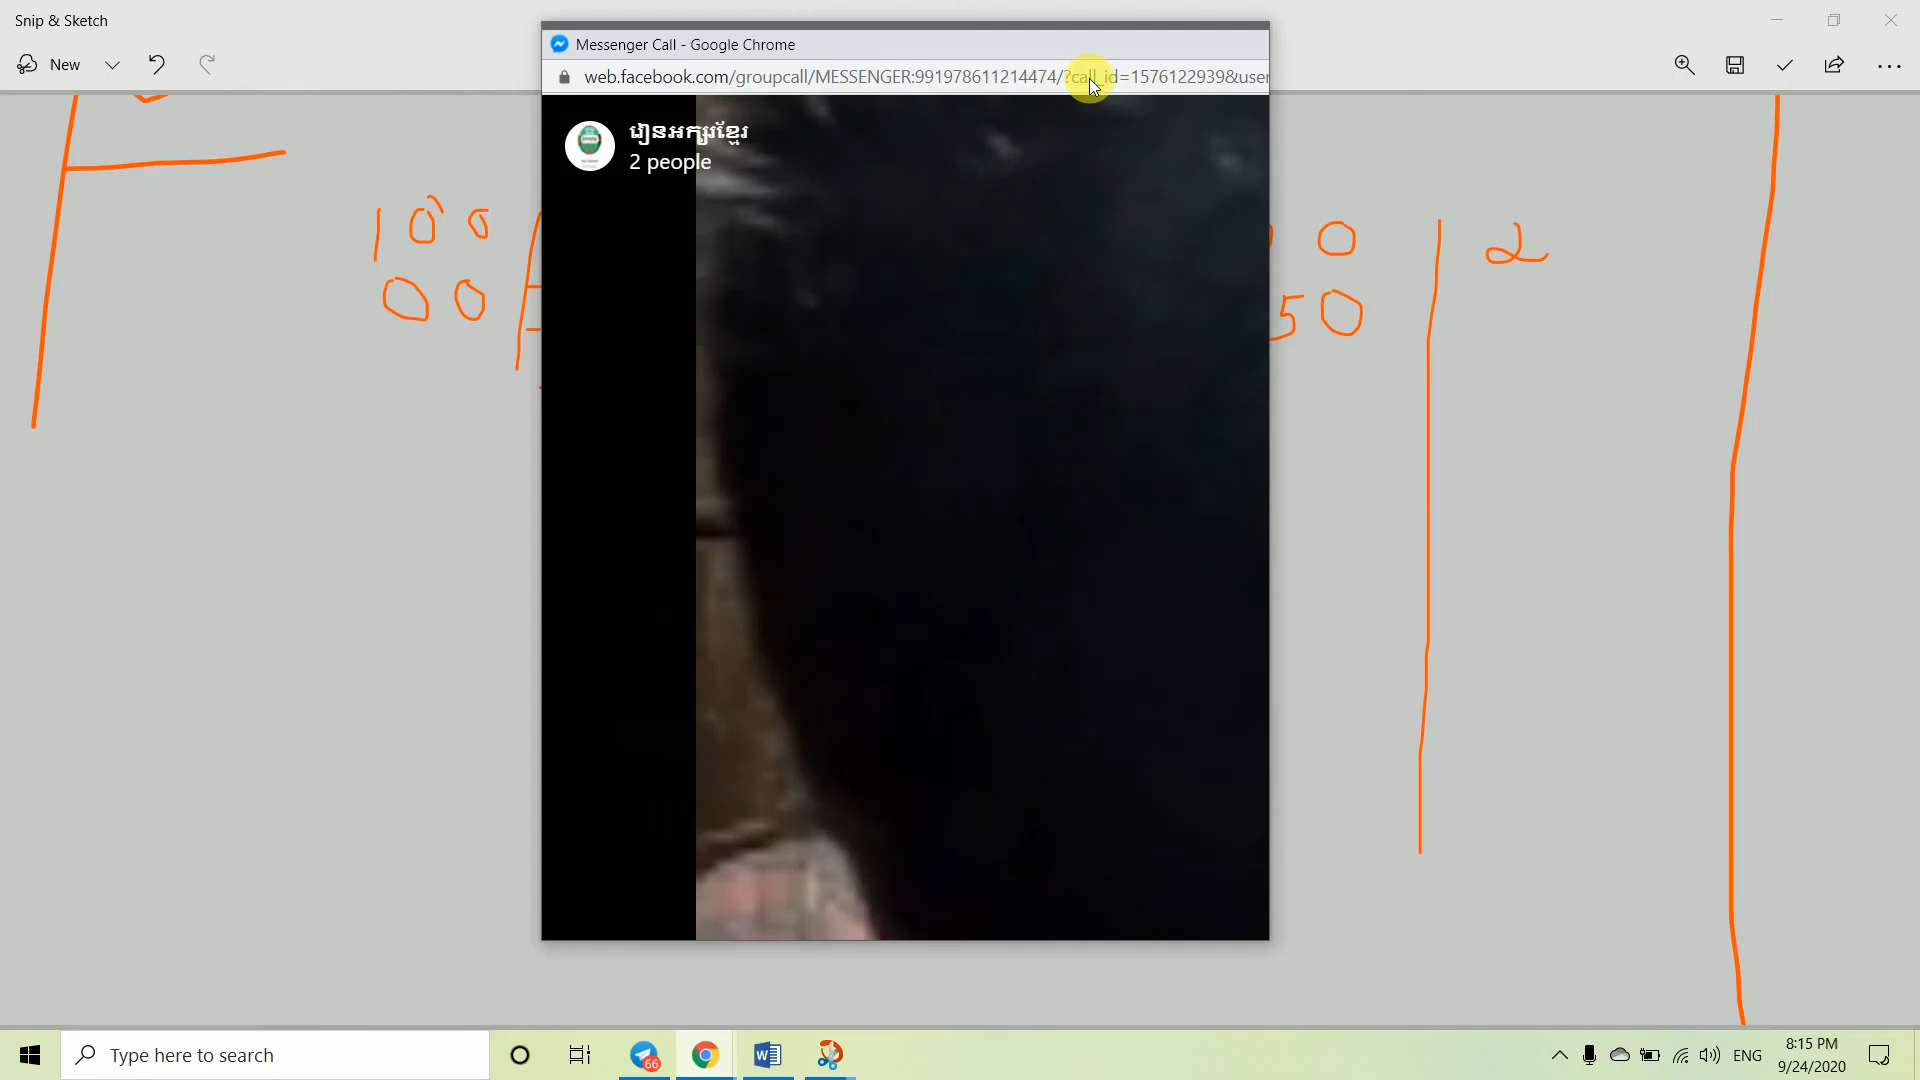 Snip & Sketch
New
Messenger Call - Google Chrome
web.facebook.com/groupcall/MESSENGER:991978611214474/?call_id=1576122939&user
រៀនអក្សរខ្មែរ
2 people
100
00
0
2
50
Type here to search
66
ENG
8:15 PM
9/24/2020